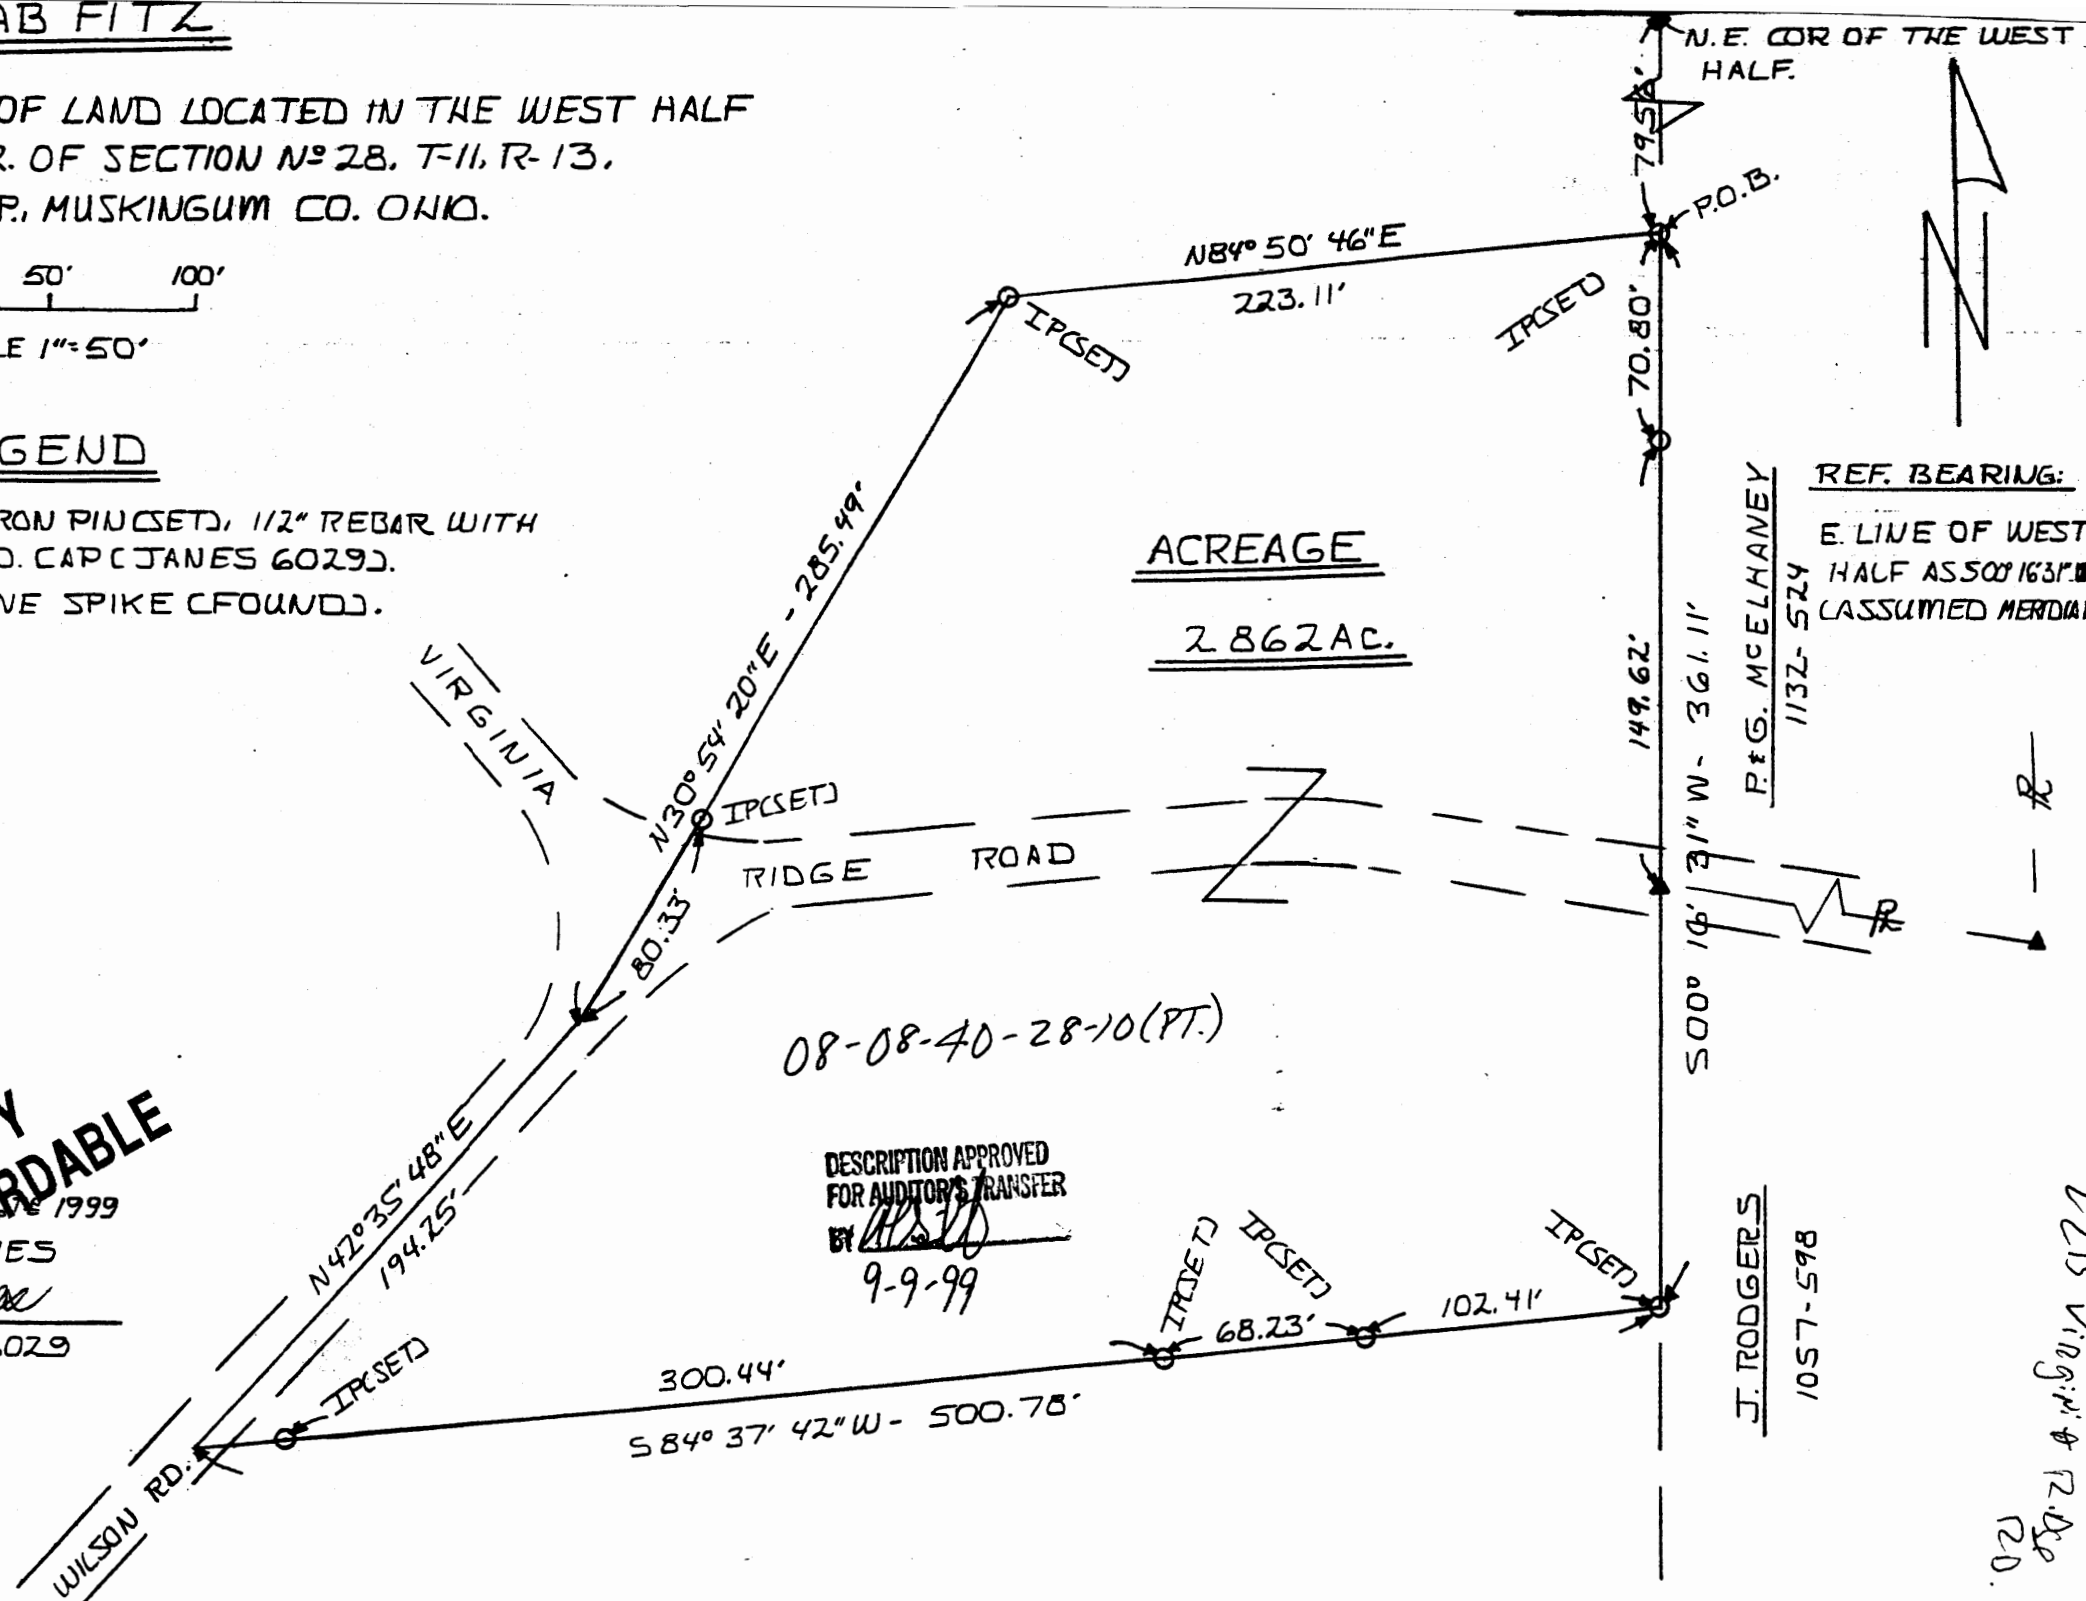 AB FITZ
OF LAND LOCATED IN THE WEST HALF
R. OF SECTION Nº 28, T-11, R-13.
P., MUSKINGUM CO. OHIO.
50' 100'
LE 1"=50'
GEND
RON PIN(SET), 1/2" REBAR WITH
D. CAP(JANES 6029).
NE SPIKE (FOUND).
N.E. COR OF THE WEST
HALF.
P.O.B.
N84° 50' 46"E
223.11'
IP(SET)
IP(SET)
70.80'
N
REF. BEARING:
E. LINE OF WEST
HALF AS S00° 16'31"
(ASSUMED MERIDIA
P.&G. McELHANEY
1132-524
ACREAGE
2.862 AC.
149.62'
S00° 16' 31" W - 361.11'
N30° 54' 20"E - 285.49'
IP(SET)
VIRGINIA
RIDGE ROAD
80.33'
08-08-40-28-10(PT.)
N42°35'48"E
194.25'
Y
RDABLE
1999
ES
6029
DESCRIPTION APPROVED
FOR AUDITOR'S TRANSFER
BY
9-9-99
IP(SET)
IP(SET)
IP(SET)
IP(SET)
300.44'
68.23'
102.41'
S84° 37' 42"W - 500.78'
WILSON RD.
J. RODGERS
1057-598
Virginia Ridge
RD.